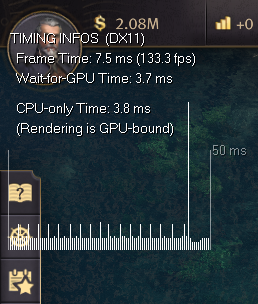 $ 2.08M
+0
TIMING INFOS (DX11)
Frame Time: 7.5 ms (133.3 fps)
Wait-for-GPU Time: 3.7 ms
CPU-only Time: 3.8 ms
(Rendering is GPU-bound)
50 ms
?